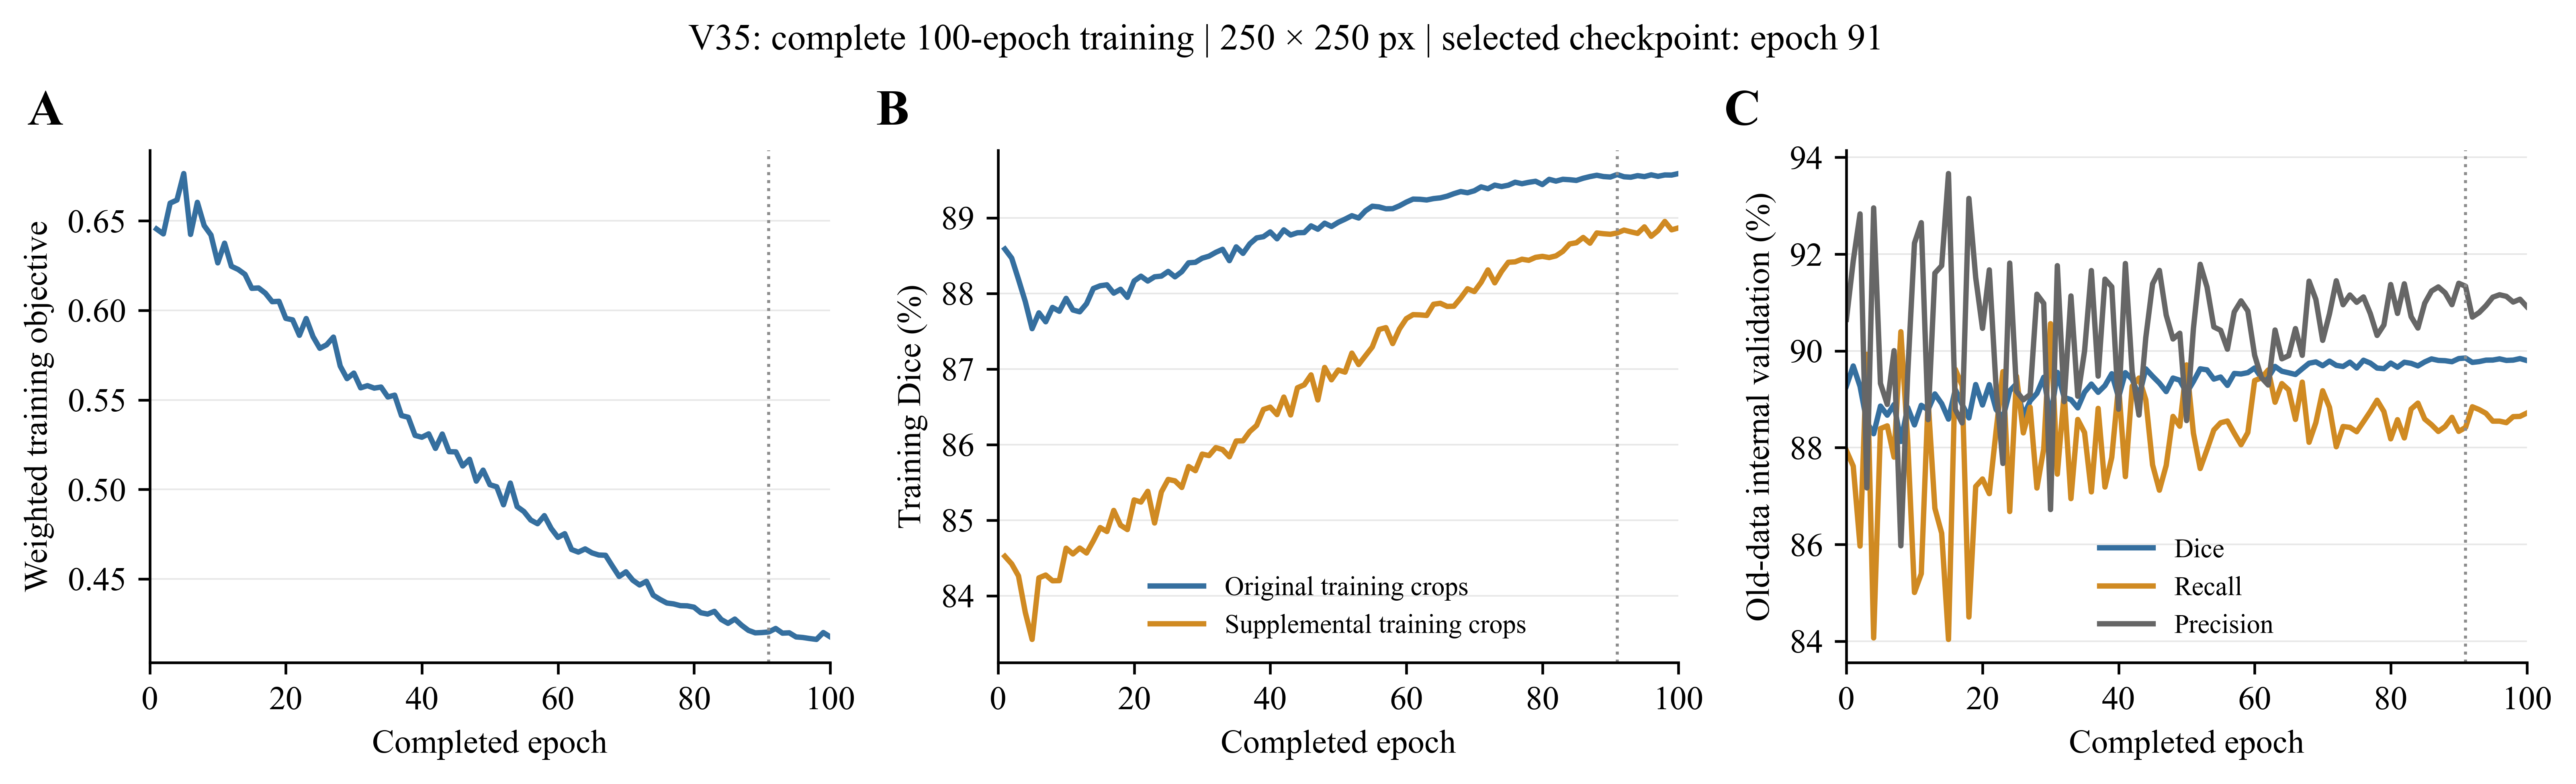 V35: complete 100-epoch training | 250 × 250 px | selected checkpoint: epoch 91
A
Weighted training objective
0.65
0.60
0.55
0.50
0.45
0 20 40 60 80 100
Completed epoch
B
Training Dice (%)
89
88
87
86
85
84
Original training crops
Supplemental training crops
0 20 40 60 80 100
Completed epoch
C
Old-data internal validation (%)
94
92
90
88
86
84
Dice
Recall
Precision
0 20 40 60 80 100
Completed epoch